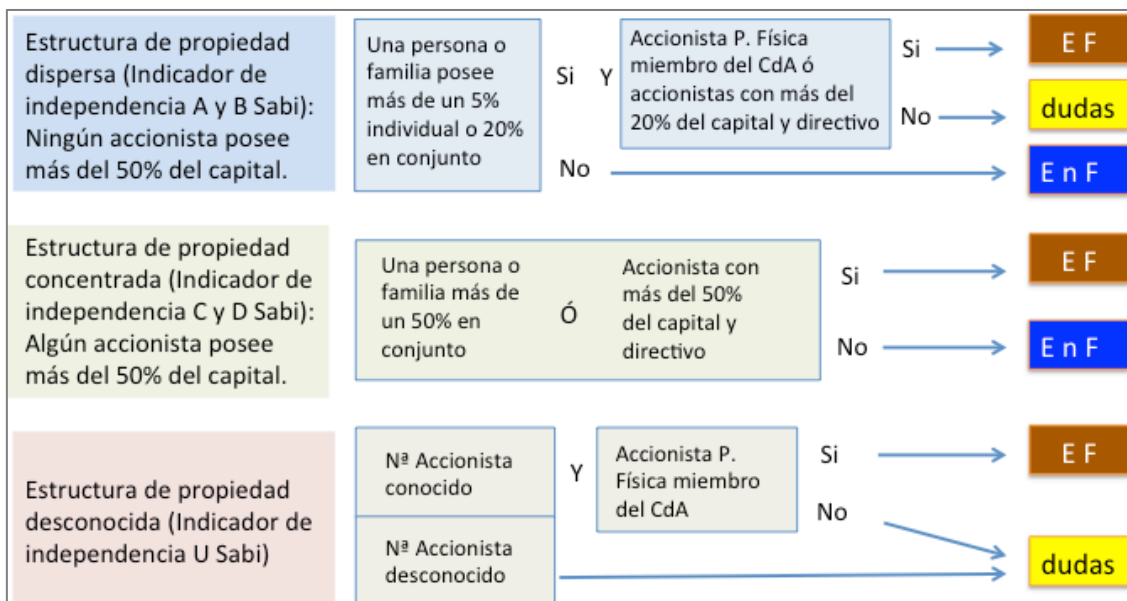 Estructura de propiedad
dispersa (Indicador de
independencia A y B Sabi):
Ningún accionista posee
más del 50% del capital.
Una persona o
familia posee
más de un 5%
individual o 20%
en conjunto
Si
Y
No
Accionista P. Física
miembro del CdA ó
accionistas con más del
20% del capital y directivo
Si
No
E F
dudas
E n F
Estructura de propiedad
concentrada (Indicador de
independencia C y D Sabi):
Algún accionista posee
más del 50% del capital.
Una persona o
familia más de
un 50% en
conjunto
Ó
Accionista con
más del 50%
del capital y
directivo
Si
No
E F
E n F
Estructura de propiedad
desconocida (Indicador de
independencia U Sabi)
Nª Accionista
conocido
Nª Accionista
desconocido
Y
Accionista P.
Física miembro
del CdA
Si
No
E F
dudas